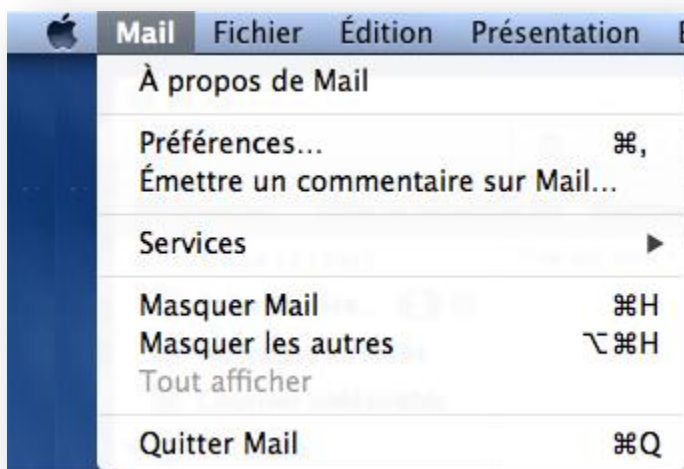 Mail Fichier Édition Présentation
À propos de Mail
Préférences... ⌘,
Émettre un commentaire sur Mail...
Services ▶
Masquer Mail ⌘H
Masquer les autres ⌥⌘H
Tout afficher
Quitter Mail ⌘Q